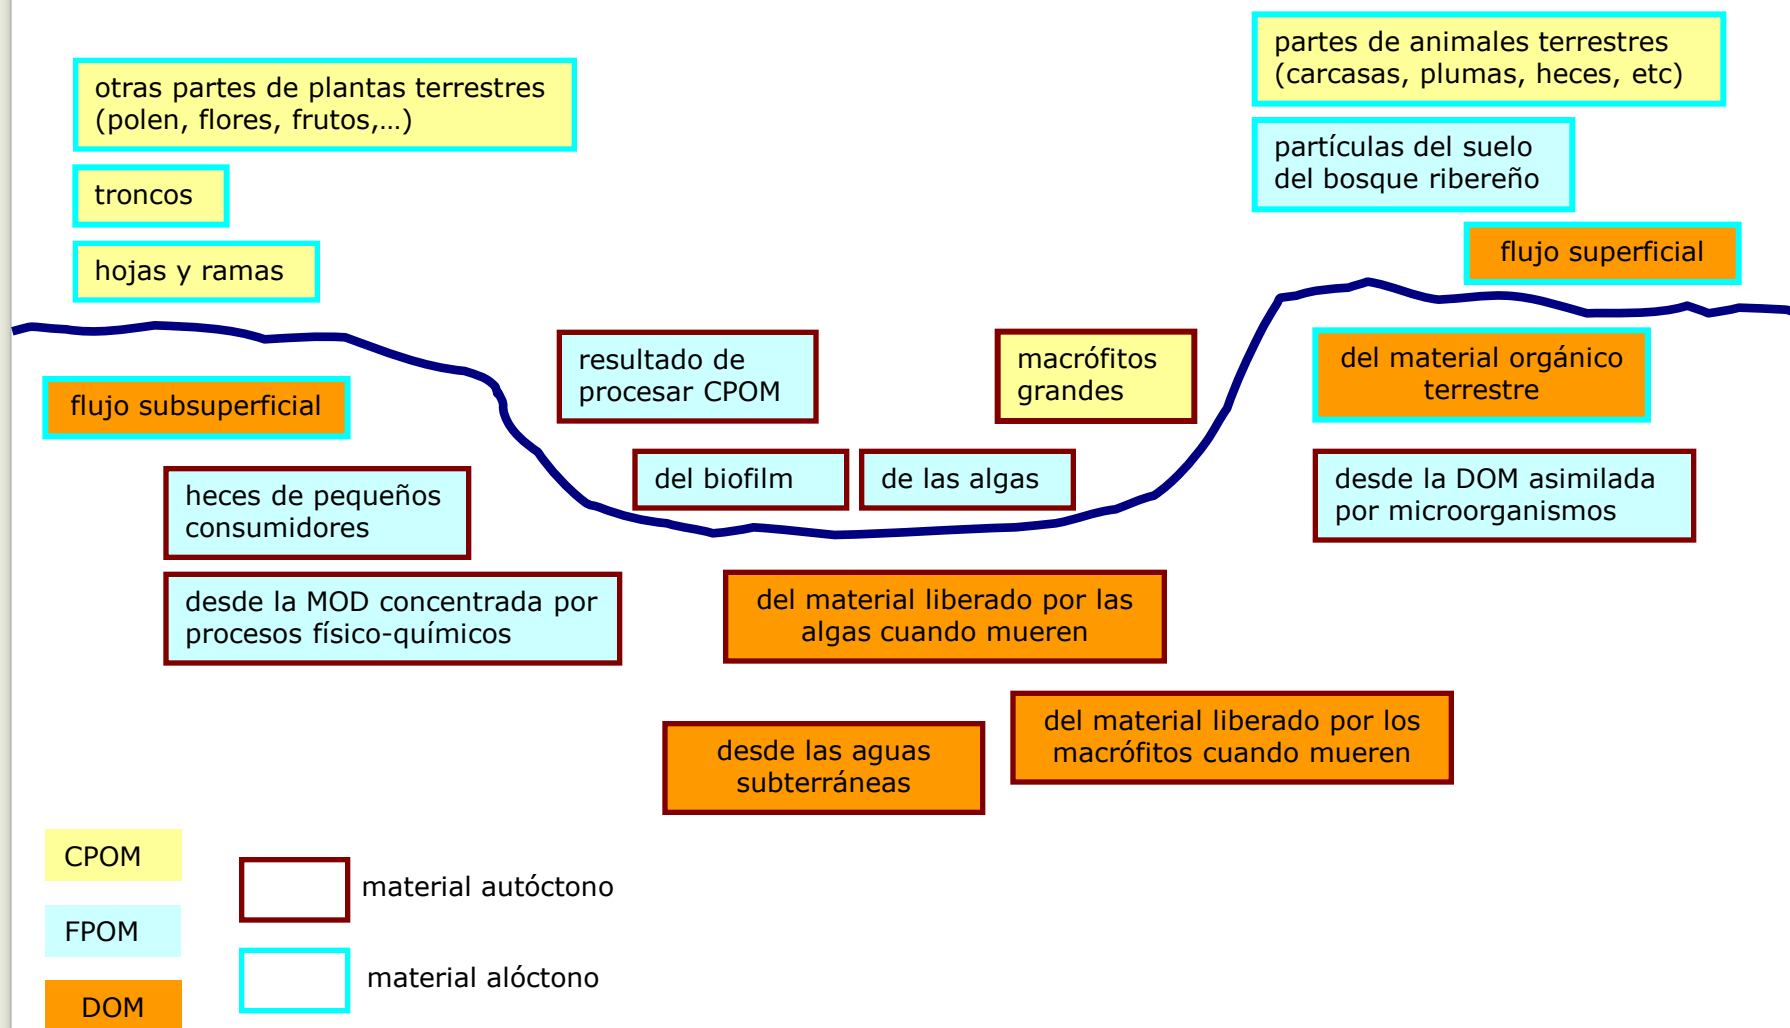 partes de animales terrestres
(carcasas, plumas, heces, etc)
otras partes de plantas terrestres
(polen, flores, frutos,...)
partículas del suelo
del bosque ribereño
troncos
flujo superficial
hojas y ramas
resultado de
procesar CPOM
macrófitos
grandes
del material orgánico
terrestre
flujo subsuperficial
del biofilm
de las algas
desde la DOM asimilada
por microorganismos
heces de pequeños
consumidores
desde la MOD concentrada por
procesos físico-químicos
del material liberado por las
algas cuando mueren
del material liberado por los
macrófitos cuando mueren
desde las aguas
subterráneas
CPOM
material autóctono
FPOM
material alóctono
DOM